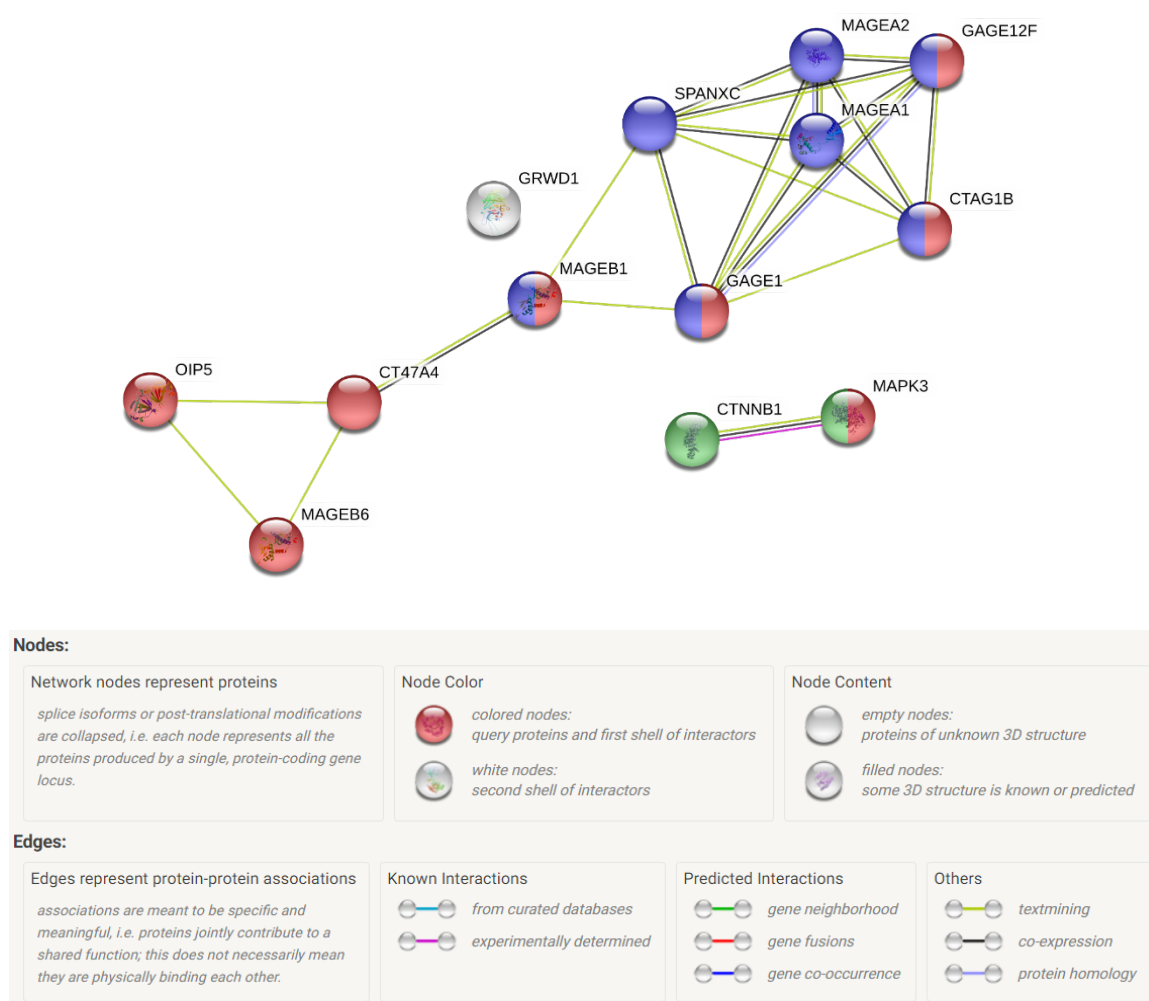 MAGEA2
GAGE12F
SPANXC
MAGEA1
GRWD1
CTAG1B
MAGEB1
GAGE1
OIP5
CT47A4
MAPK3
CTNNB1
MAGEB6
Nodes:
Network nodes represent proteins
splice isoforms or post-translational modifications
are collapsed, i.e. each node represents all the
proteins produced by a single, protein-coding gene
locus.
Node Color
colored nodes:
query proteins and first shell of interactors
white nodes:
second shell of interactors
Node Content
empty nodes:
proteins of unknown 3D structure
filled nodes:
some 3D structure is known or predicted
Edges:
Edges represent protein-protein associations
associations are meant to be specific and
meaningful, i.e. proteins jointly contribute to a
shared function; this does not necessarily mean
they are physically binding each other.
Known Interactions
from curated databases
experimentally determined
Predicted Interactions
gene neighborhood
gene fusions
gene co-occurrence
Others
textmining
co-expression
protein homology